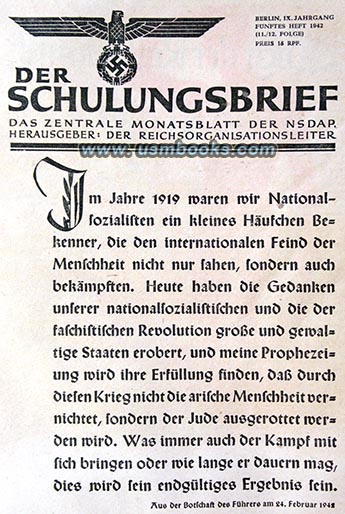 BERLIN, IX. JAHRGANG
FÜNFTES HEFT 1942
(11./12. FOLGE)
PREIS 15 RPF.
DER
SCHULUNGSBRIEF
DAS ZENTRALE MONATSBLATT DER NSDAP.
HERAUSGEBER: DER REICHSORGANISATIONSLEITER
www.usmbooks.com
Im Jahre 1919 waren wir National-
sozialisten ein kleines Häufchen Be-
kenner, die den internationalen Feind der
Menschheit nicht nur sahen, sondern auch
bekämpften. Heute haben die Gedanken
unserer nationalsozialistischen und die der
faschistischen Revolution große und gewal-
tige Staaten erobert, und meine Prophezei-
ung wird ihre Erfüllung finden, daß durch
diesen Krieg nicht die arische Menschheit ver-
nichtet, sondern der Jude ausgerottet wer-
den wird. Was immer auch der Kampf mit
sich bringen oder wie lange er dauern mag,
dies wird sein endgültiges Ergebnis sein.
Aus der Botschaft des Führers am 24. Februar 1942